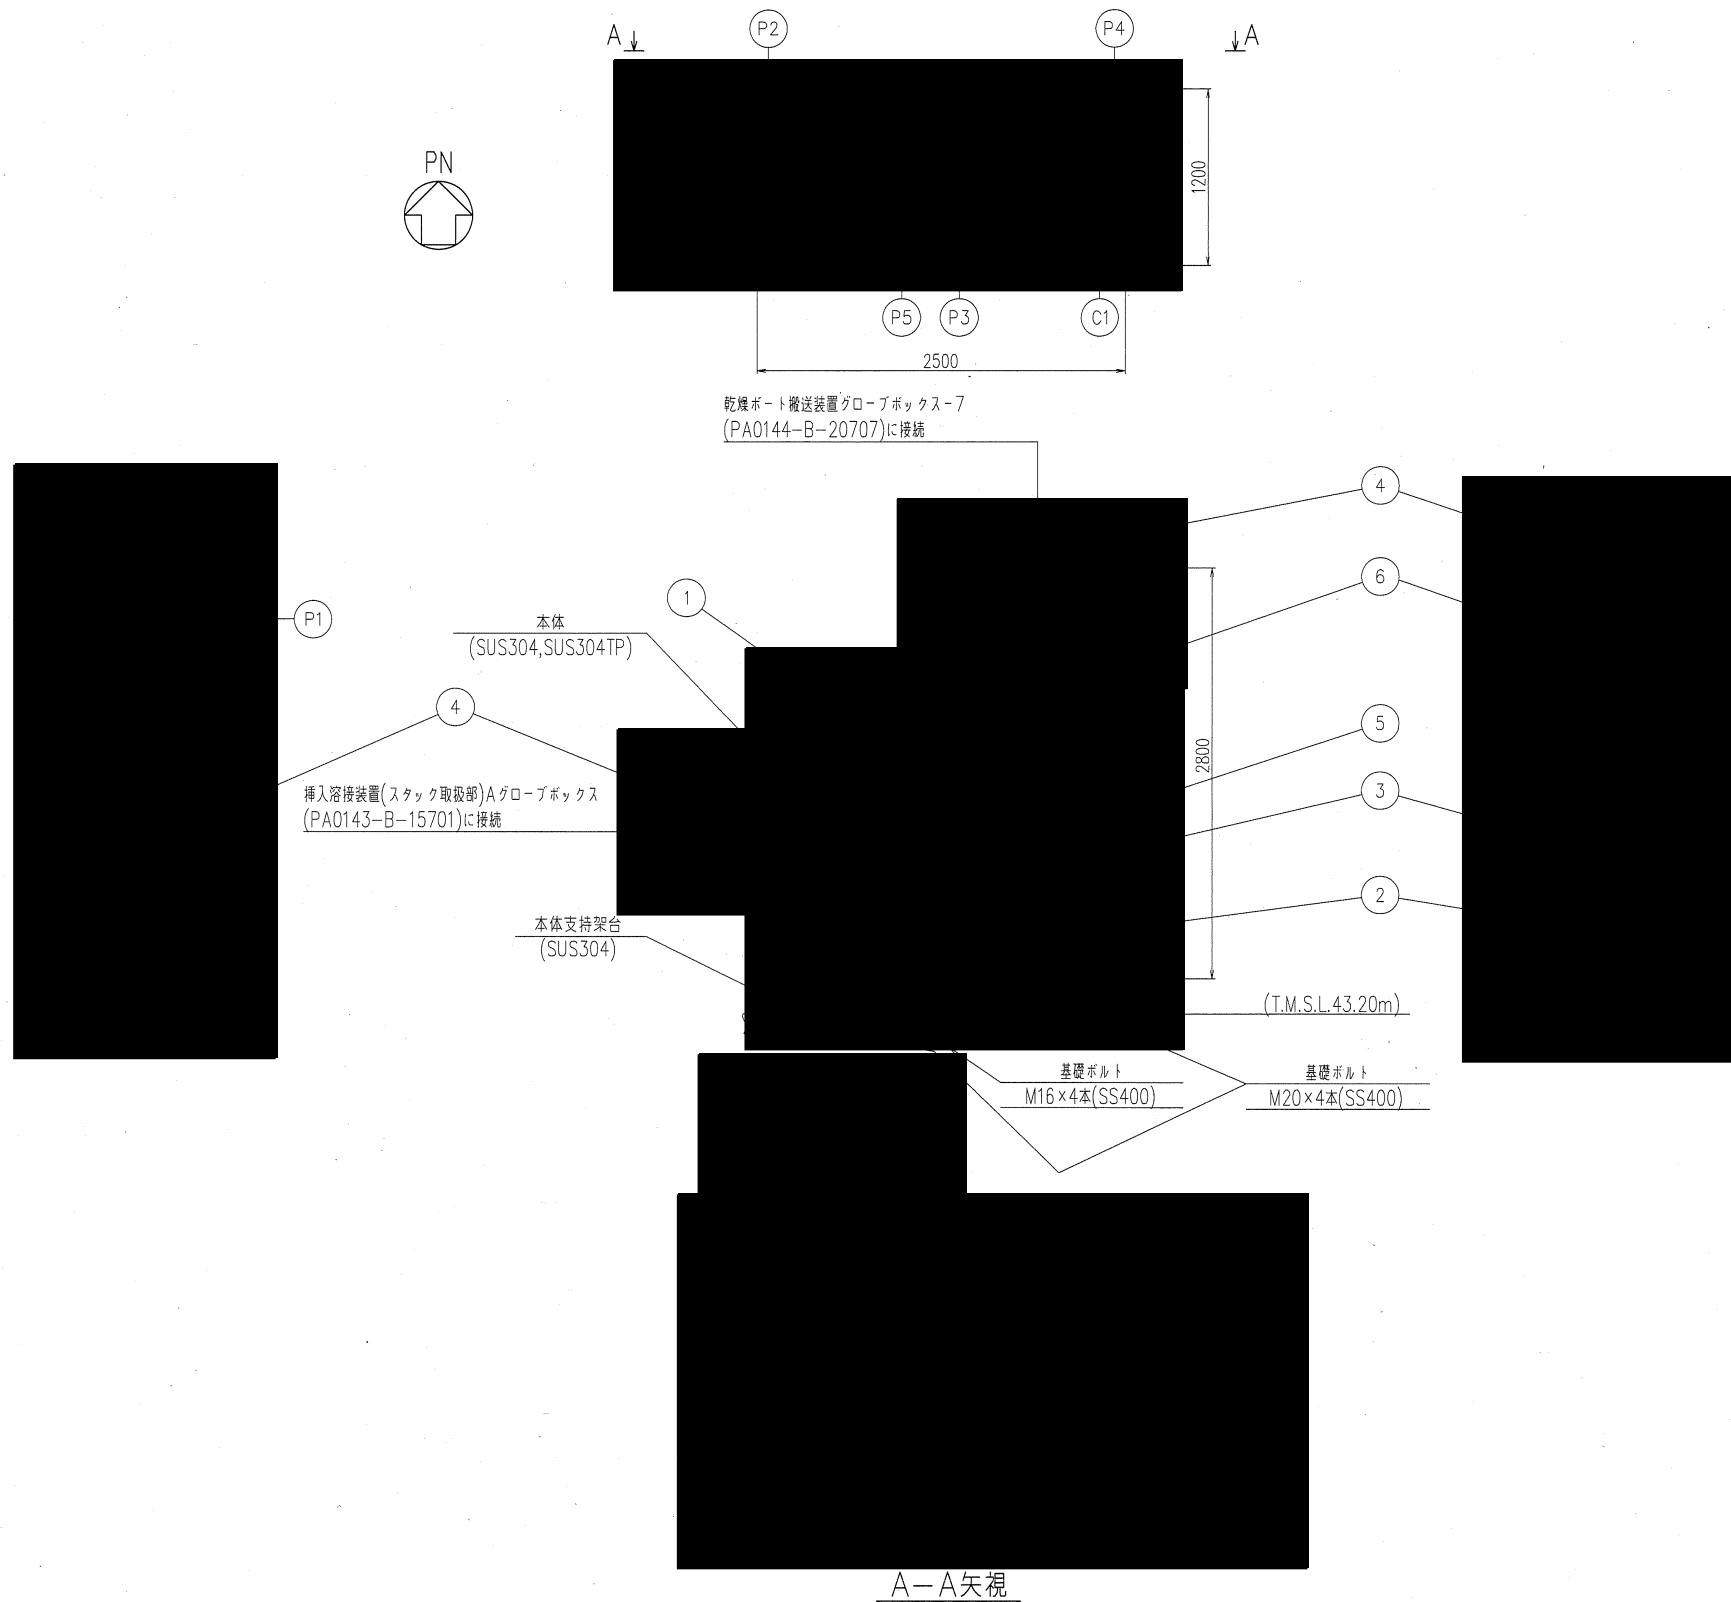 A
P2
P4
A
PN
1200
P5
P3
C1
2500
乾燥ボート搬送装置グローブボックス-7
(PA0144-B-20707)に接続
4
6
1
P1
本体
(SUS304,SUS304TP)
4
5
2800
挿入溶接装置(スタック取扱部)Aグローブボックス
(PA0143-B-15701)に接続
3
2
本体支持架台
(SUS304)
(T.M.S.L.43.20m)
基礎ボルト
M16×4本(SS400)
基礎ボルト
M20×4本(SS400)
A-A矢視